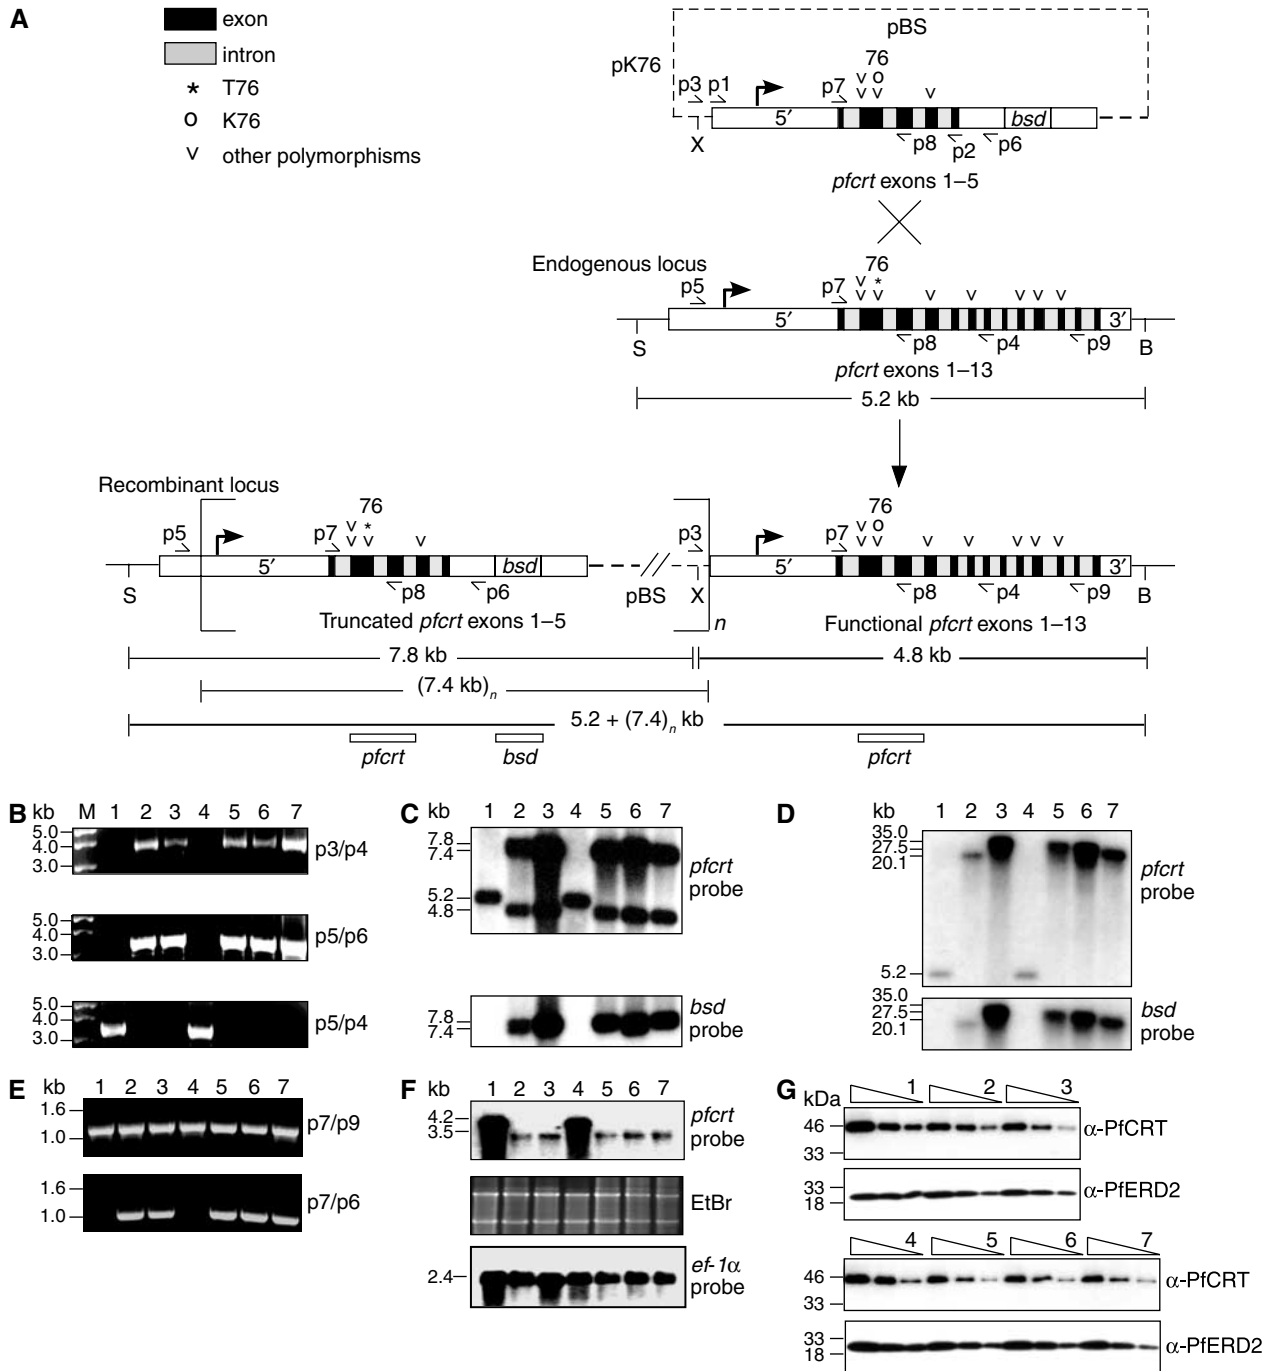 A
exon
intron
* T76
o K76
v other polymorphisms
pBS
pK76
76
p3 p1 p7
5′ bsd
X p8 p2 p6
pfcrt exons 1–5
Endogenous locus
76
p5 p7
5′ 3′
S p8 p4 p9 B
pfcrt exons 1–13
5.2 kb
Recombinant locus
76 76
p5 p7 p3 p7
5′ bsd 5′ 3′
S p8 p6 pBS X p8 p4 p9 B
Truncated pfcrt exons 1–5 n Functional pfcrt exons 1–13
7.8 kb 4.8 kb
(7.4 kb)n
5.2 + (7.4)n kb
pfcrt bsd pfcrt
B kb M 1 2 3 4 5 6 7
5.0
4.0
3.0
p3/p4
5.0
4.0
3.0
p5/p6
5.0
4.0
3.0
p5/p4
C kb 1 2 3 4 5 6 7
7.8
7.4
5.2
4.8
pfcrt
probe
7.8
7.4
bsd
probe
D kb 1 2 3 4 5 6 7
35.0
27.5
20.1
5.2
pfcrt
probe
35.0
27.5
20.1
bsd
probe
E kb 1 2 3 4 5 6 7
1.6
1.0
p7/p9
1.6
1.0
p7/p6
F kb 1 2 3 4 5 6 7
4.2
3.5
pfcrt
probe
EtBr
2.4
ef-1α
probe
G kDa 1 2 3
46
33
α-PfCRT
33
18
α-PfERD2
4 5 6 7
46
33
α-PfCRT
33
18
α-PfERD2